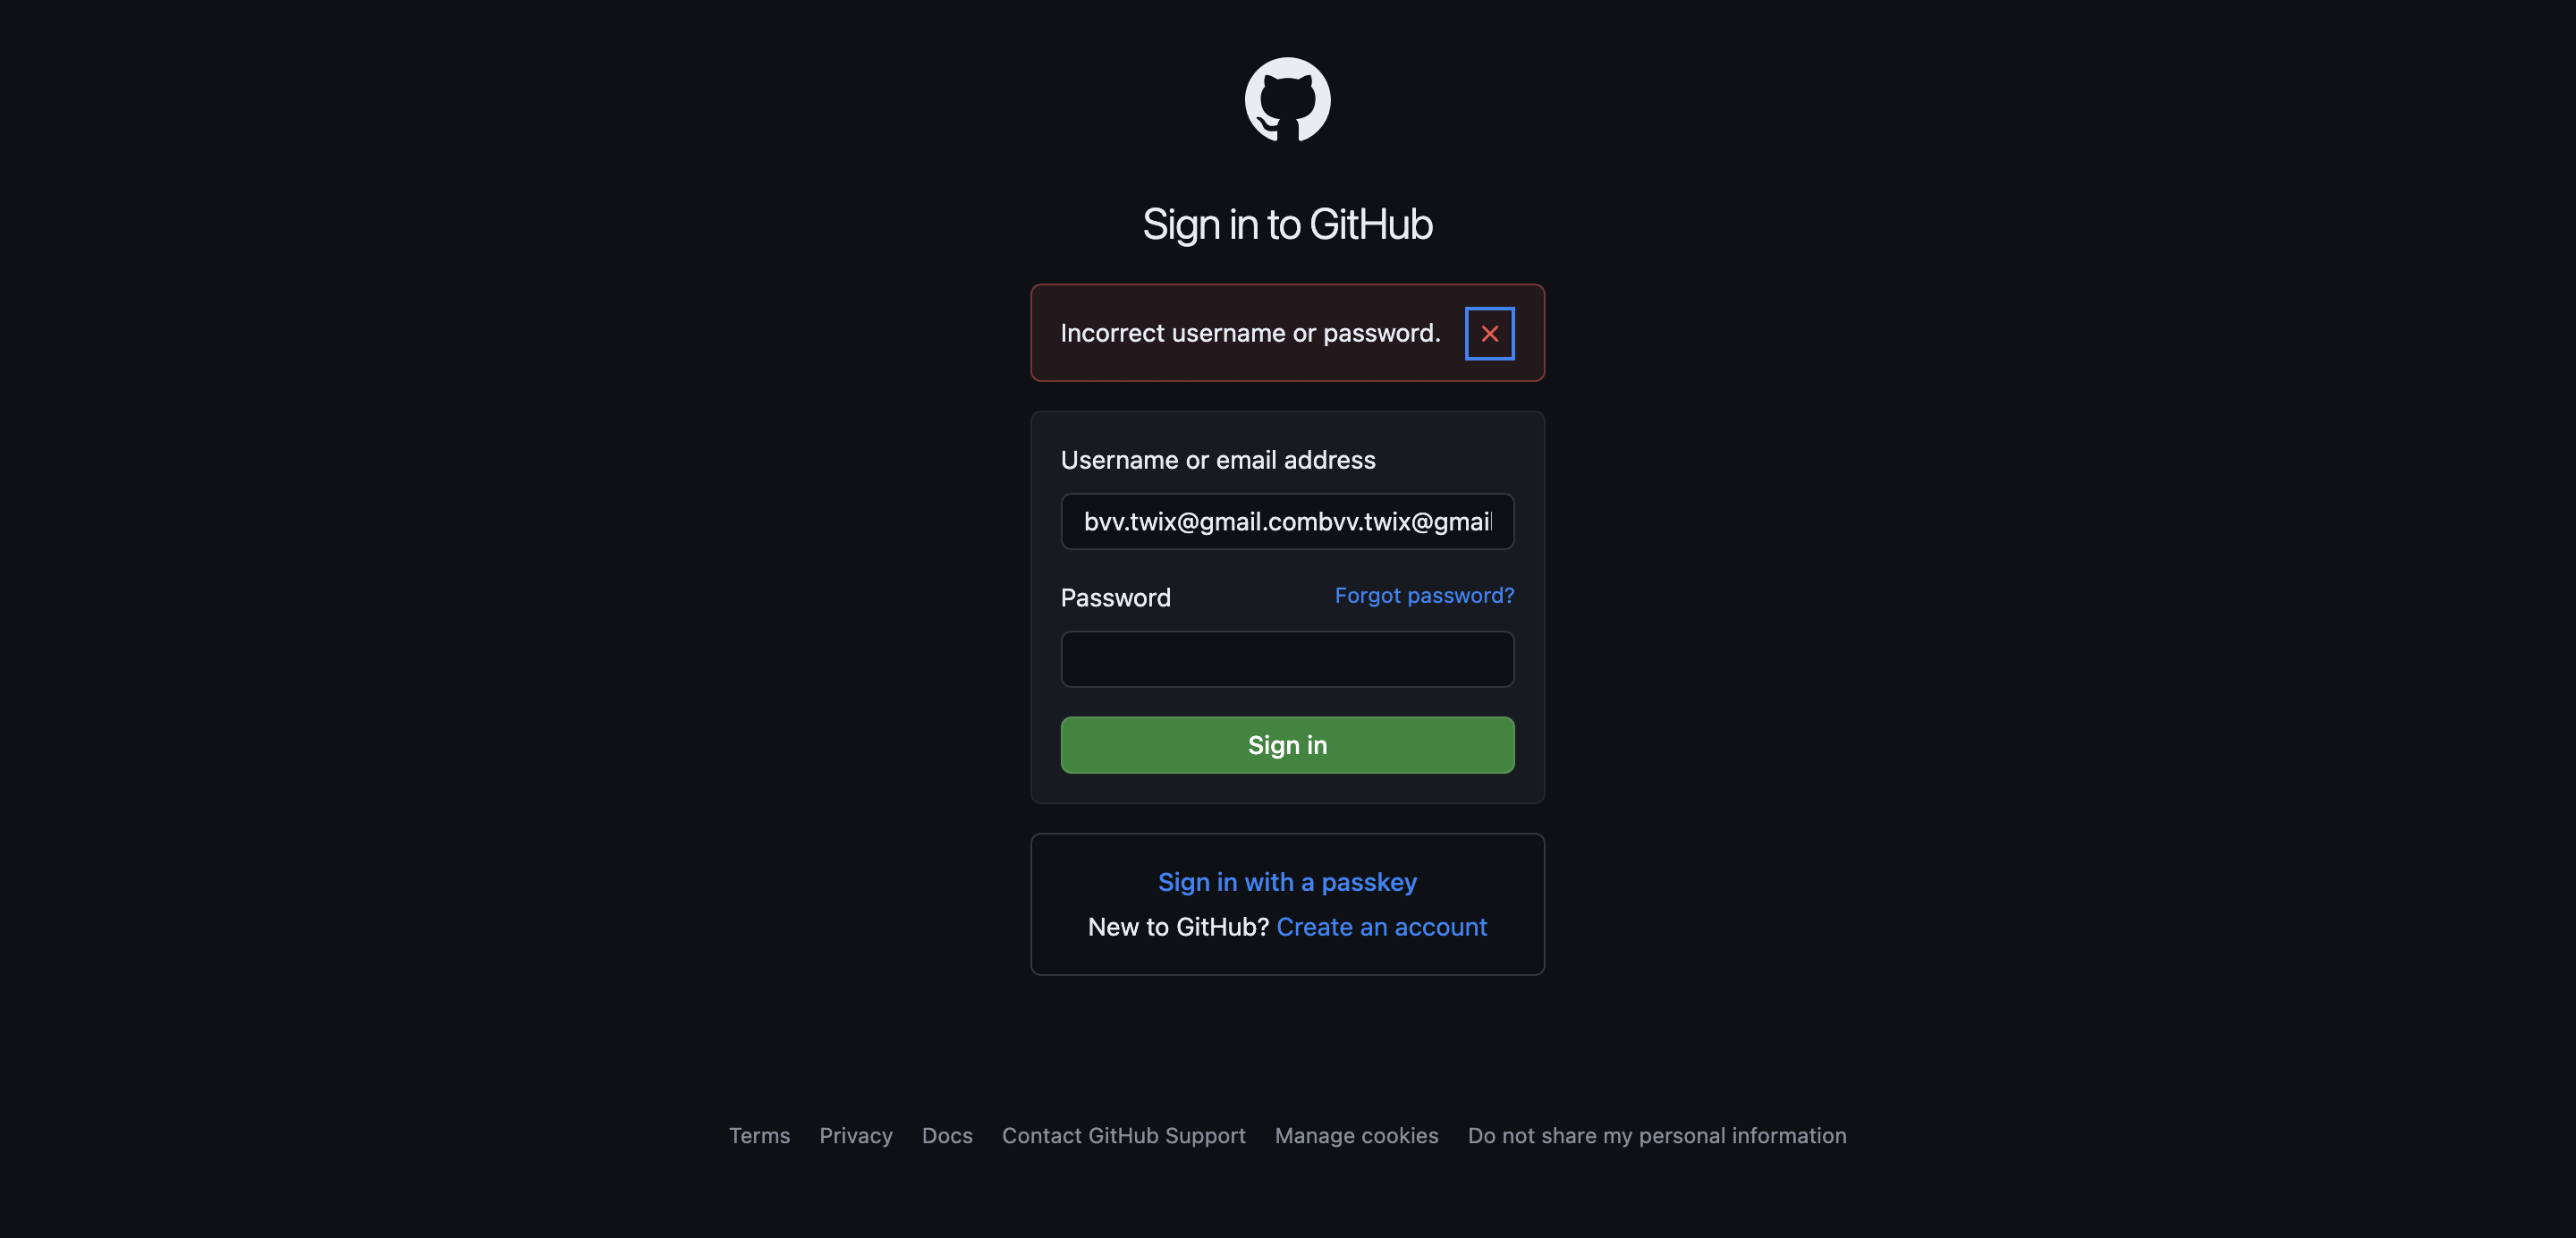 Sign in to GitHub
Incorrect username or password.
Username or email address
bvv.twix@gmail.combvv.twix@gmail
Password Forgot password?
Sign in
Sign in with a passkey
New to GitHub? Create an account
Terms Privacy Docs Contact GitHub Support Manage cookies Do not share my personal information